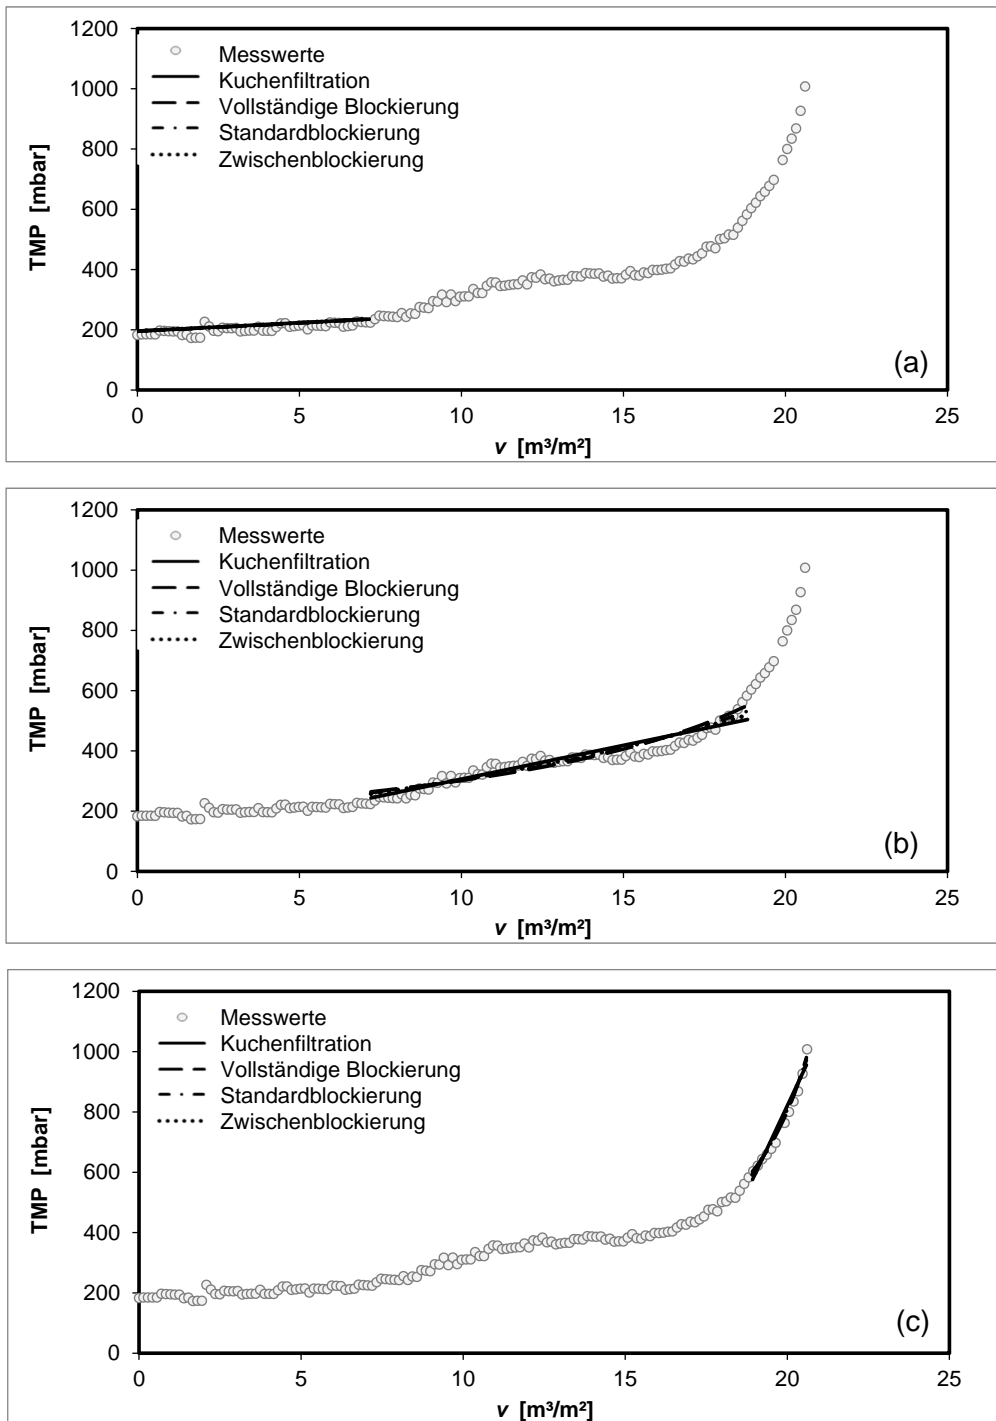 1200
1000
800
600
400
200
0
TMP [mbar]
Messwerte
Kuchenfiltration
Vollständige Blockierung
Standardblockierung
Zwischenblockierung
(a)
0 5 10 15 20 25
v [m³/m²]
1200
1000
800
600
400
200
0
TMP [mbar]
Messwerte
Kuchenfiltration
Vollständige Blockierung
Standardblockierung
Zwischenblockierung
(b)
0 5 10 15 20 25
v [m³/m²]
1200
1000
800
600
400
200
0
TMP [mbar]
Messwerte
Kuchenfiltration
Vollständige Blockierung
Standardblockierung
Zwischenblockierung
(c)
0 5 10 15 20 25
v [m³/m²]